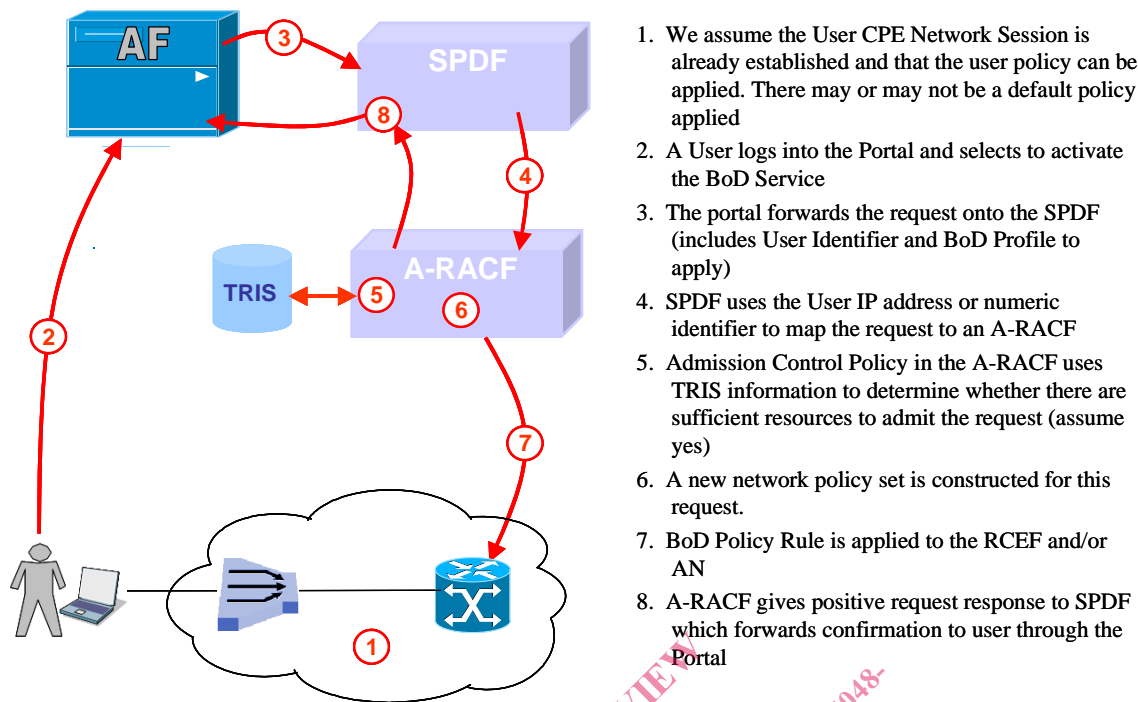 AF
3
SPDF
8
4
TRIS
A-RACF
5
6
2
7
1
1. We assume the User CPE Network Session is
already established and that the user policy can be
applied. There may or may not be a default policy
applied
2. A User logs into the Portal and selects to activate
the BoD Service
3. The portal forwards the request onto the SPDF
(includes User Identifier and BoD Profile to
apply)
4. SPDF uses the User IP address or numeric
identifier to map the request to an A-RACF
5. Admission Control Policy in the A-RACF uses
TRIS information to determine whether there are
sufficient resources to admit the request (assume
yes)
6. A new network policy set is constructed for this
request.
7. BoD Policy Rule is applied to the RCEF and/or
AN
8. A-RACF gives positive request response to SPDF
which forwards confirmation to user through the
Portal